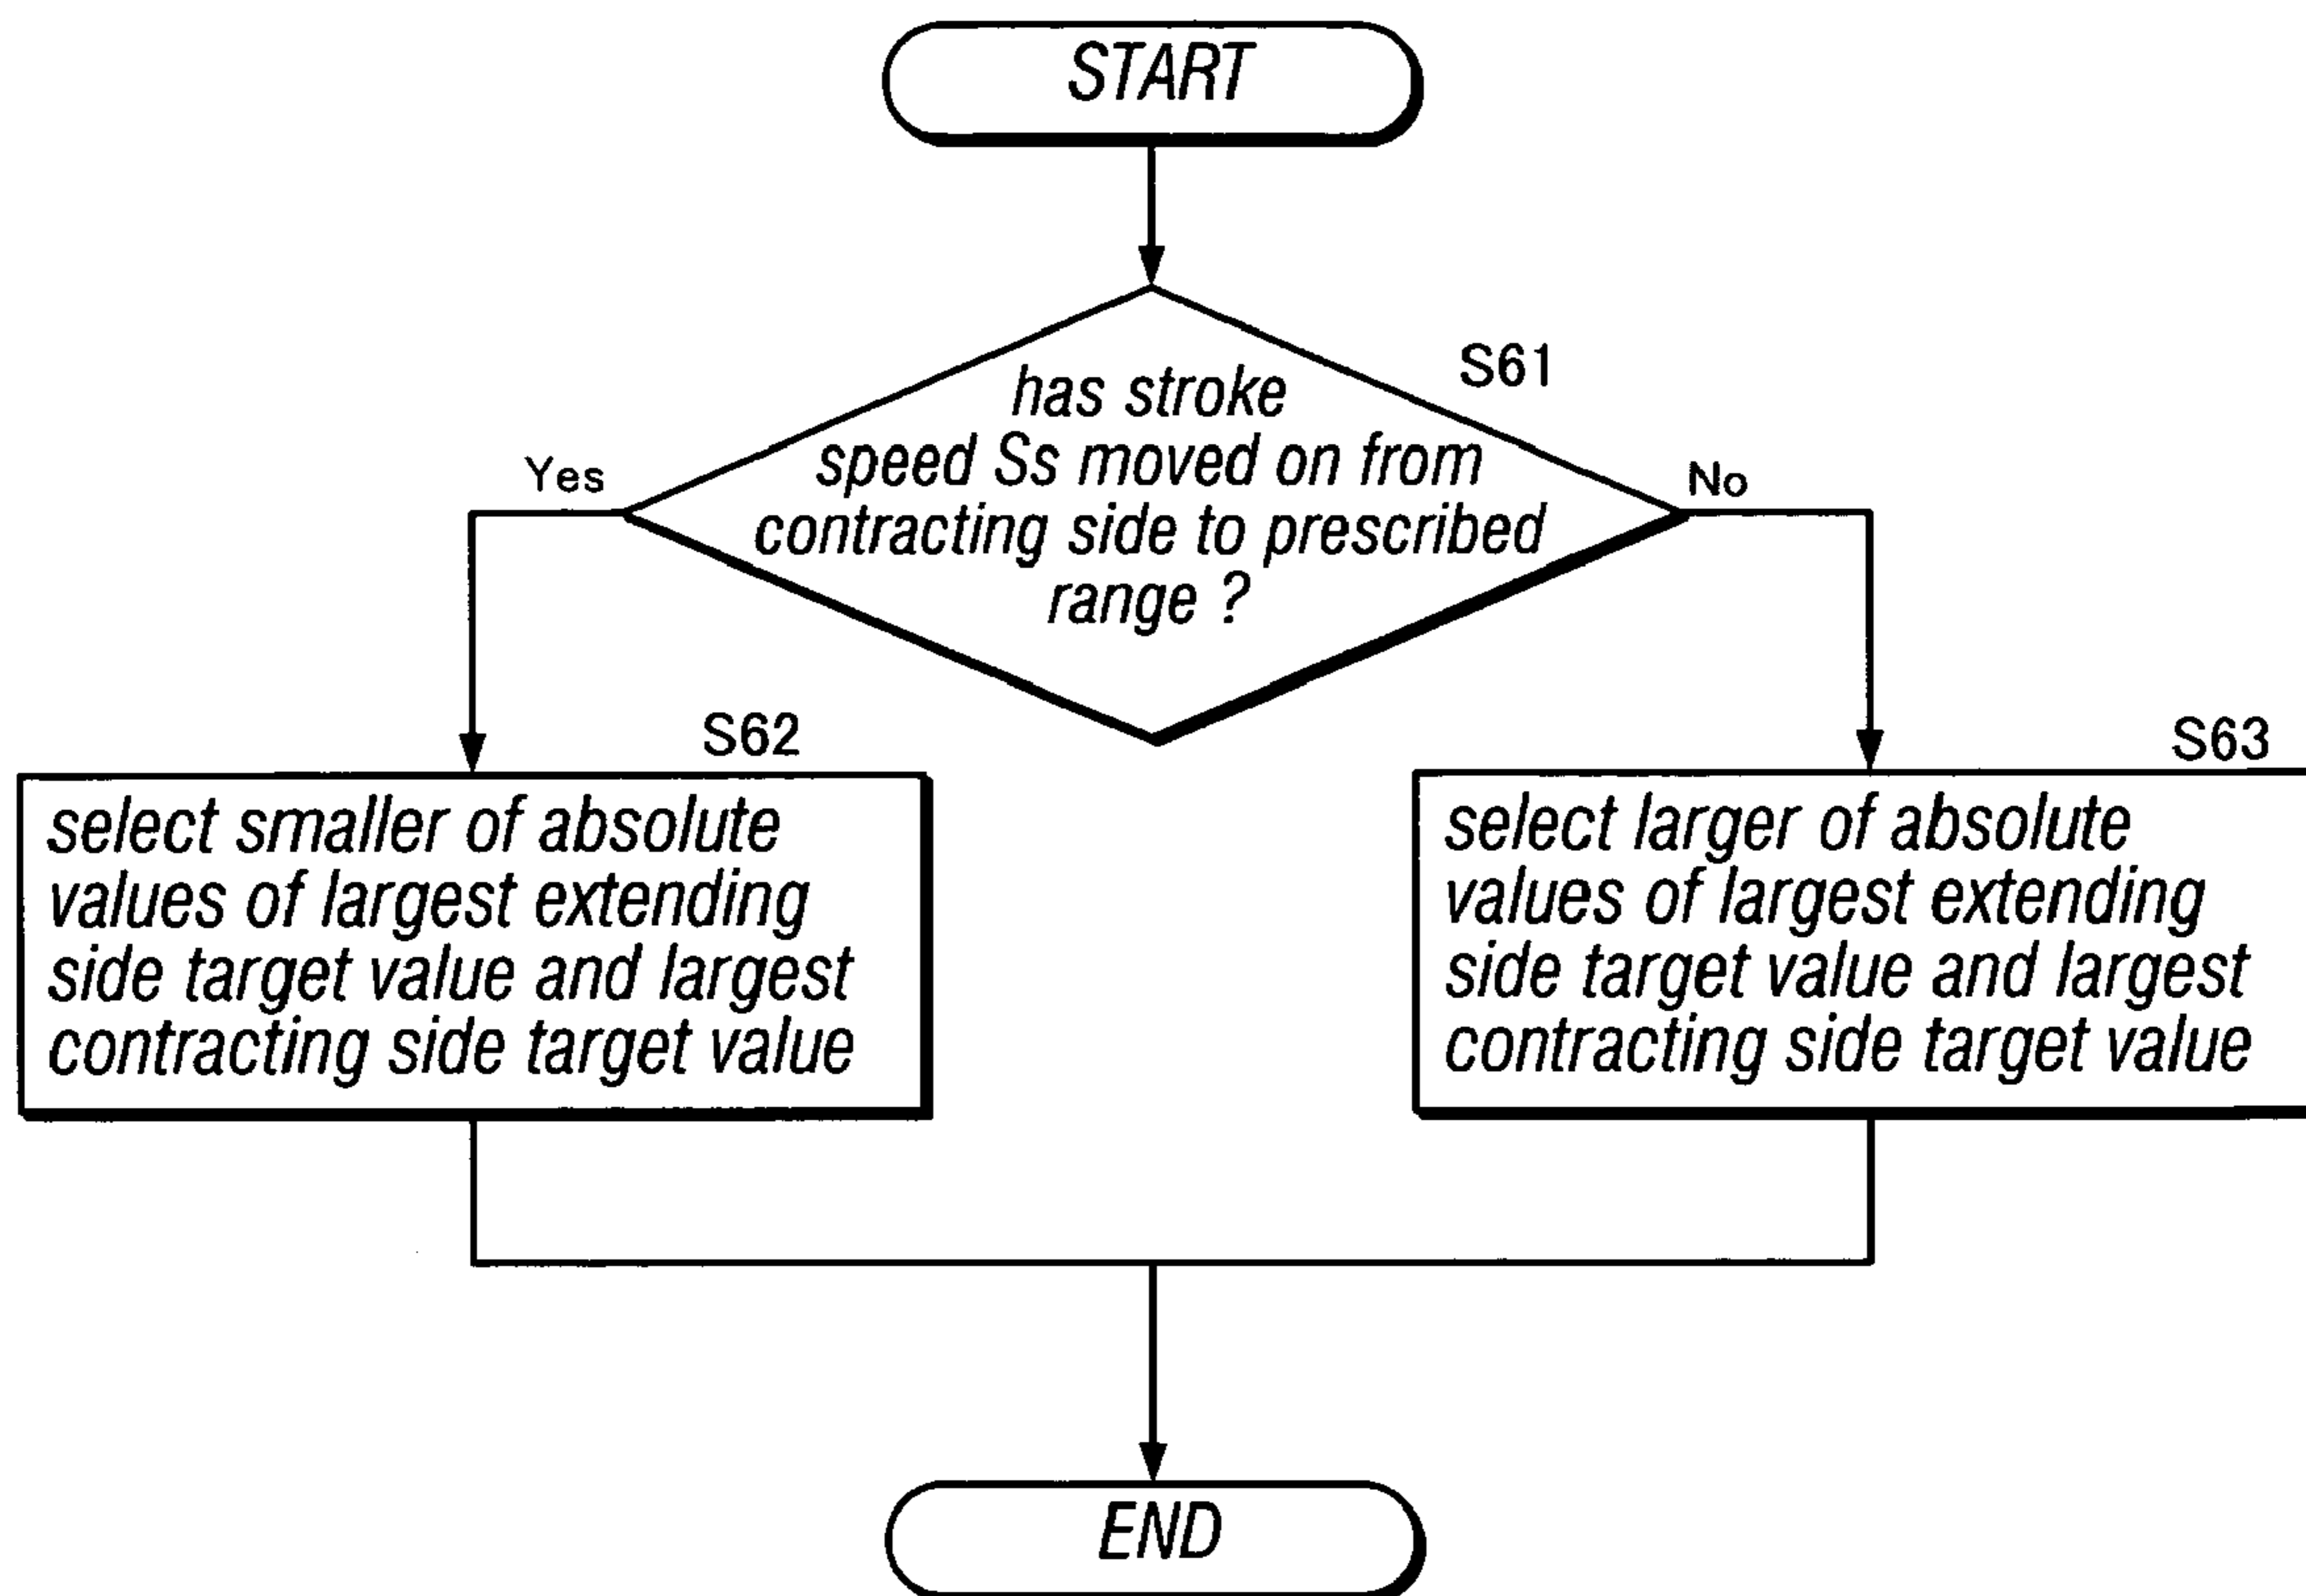 START
S61
has stroke
speed Ss moved on from
contracting side to prescribed
range ?
Yes
No
S62
select smaller of absolute
values of largest extending
side target value and largest
contracting side target value
S63
select larger of absolute
values of largest extending
side target value and largest
contracting side target value
END